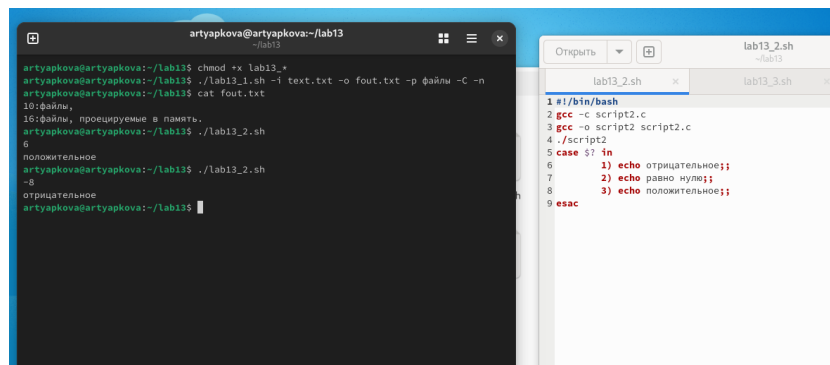 artyapkova@artyapkova:~/lab13
~/lab13
artyapkova@artyapkova:~/lab13$ chmod +x lab13_*
artyapkova@artyapkova:~/lab13$ ./lab13_1.sh -i text.txt -o fout.txt -p файлы -C -n
artyapkova@artyapkova:~/lab13$ cat fout.txt
10:файлы,
16:файлы, проецируемые в память.
artyapkova@artyapkova:~/lab13$ ./lab13_2.sh
6
положительное
artyapkova@artyapkova:~/lab13$ ./lab13_2.sh
-8
отрицательное
artyapkova@artyapkova:~/lab13$
Открыть
lab13_2.sh
~/lab13
lab13_2.sh
lab13_3.sh
1 #!/bin/bash
2 gcc -c script2.c
3 gcc -o script2 script2.c
4 ./script2
5 case $? in
6 1) echo отрицательное;;
7 2) echo равно нулю;;
8 3) echo положительное;;
9 esac
h